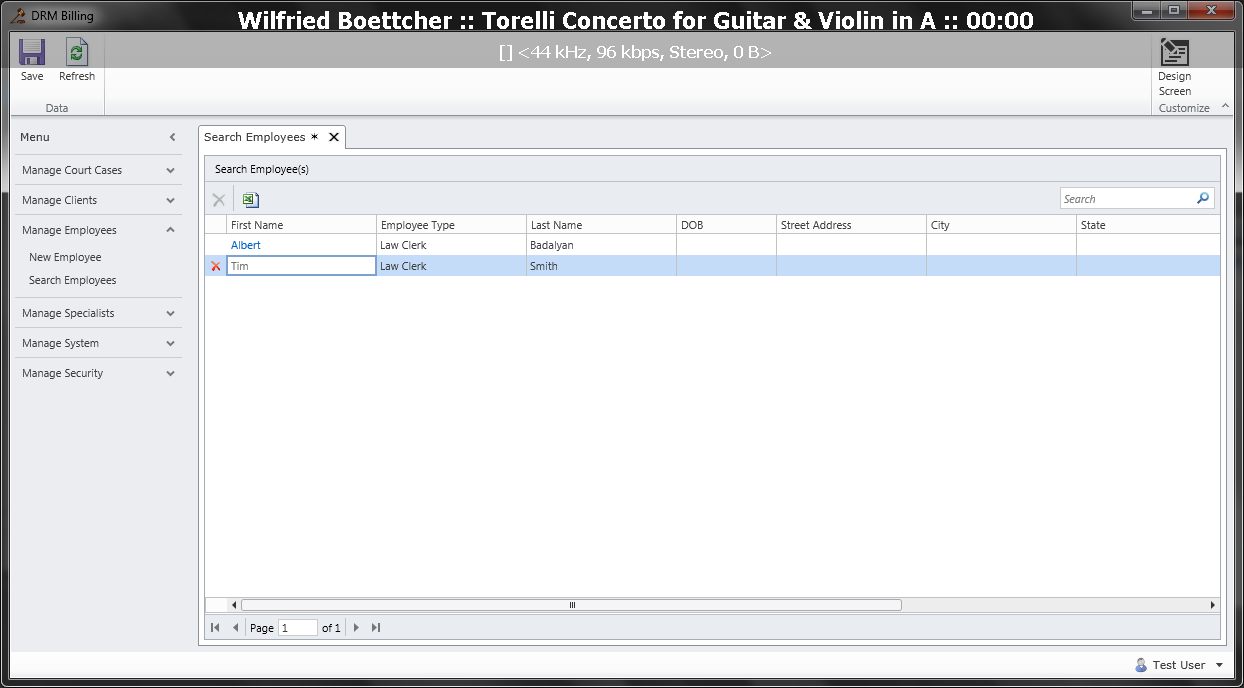 DRM Billing
Wilfried Boettcher :: Torelli Concerto for Guitar & Violin in A :: 00:00
[] <44 kHz, 96 kbps, Stereo, 0 B>
Save Refresh
Data
Design
Screen
Customize
Menu
Manage Court Cases
Manage Clients
Manage Employees
New Employee
Search Employees
Manage Specialists
Manage System
Manage Security
Search Employees *
Search Employee(s)
Search
First Name Employee Type Last Name DOB Street Address City State
Albert Law Clerk Badalyan
Tim Law Clerk Smith
Page 1 of 1
Test User